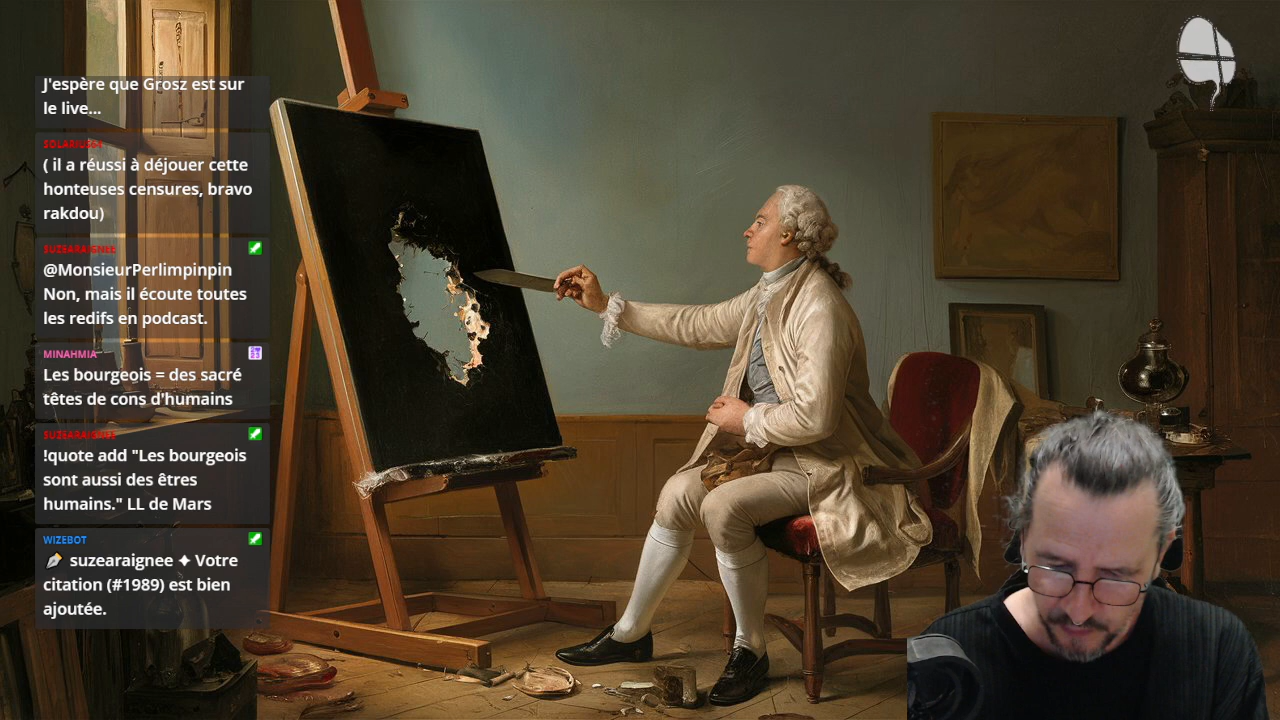 J'espère que Grosz est sur
le live...
( il a réussi à déjouer cette
honteuses censures, bravo
rakdou)
SUZEARAIGNEE
@MonsieurPerlimpinpin
Non, mais il écoute toutes
les redifs en podcast.
MINAHMIA
Les bourgeois = des sacré
têtes de cons d'humains
SUZEARAIGNEE
!quote add "Les bourgeois
sont aussi des êtres
humains." LL de Mars
WIZEBOT
suzearaignee ✦ Votre
citation (#1989) est bien
ajoutée.